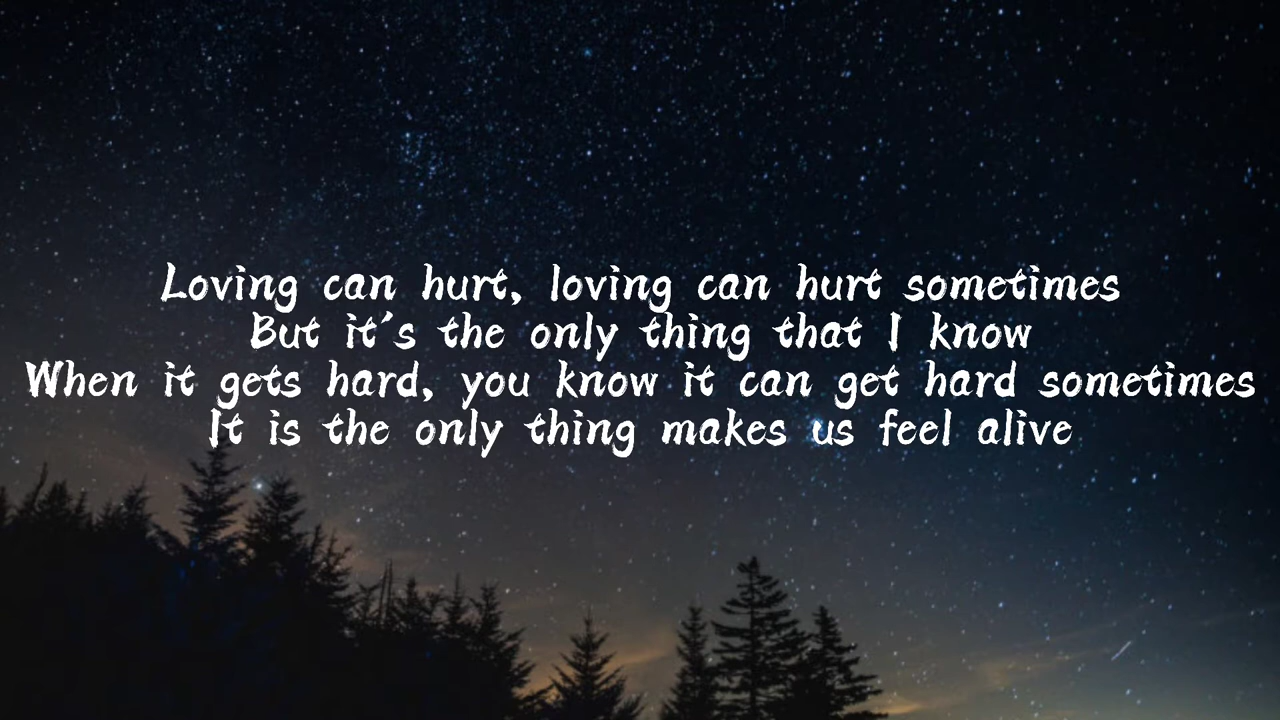 Loving can hurt, loving can hurt sometimes
But it's the only thing that I know
When it gets hard, you know it can get hard sometimes
It is the only thing makes us feel alive